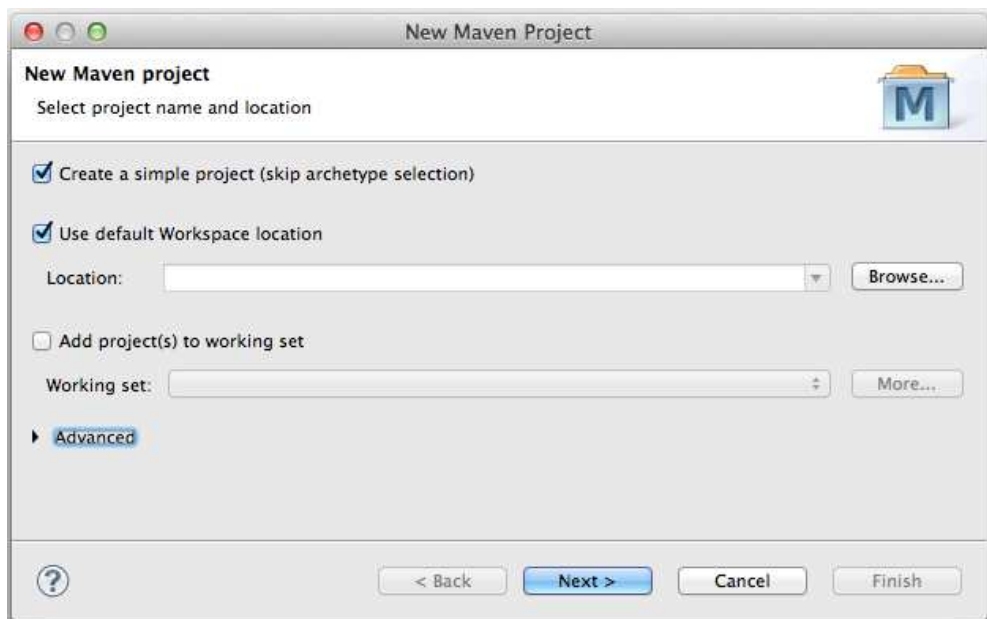 New Maven Project
New Maven project
Select project name and location
M
Create a simple project (skip archetype selection)
Use default Workspace location
Location:
Browse...
Add project(s) to working set
Working set:
More...
Advanced
?
< Back
Next >
Cancel
Finish